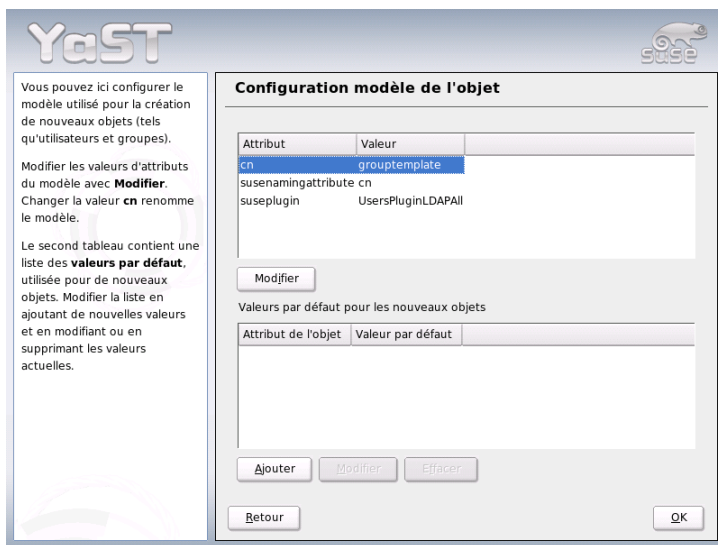 YaST
SUSE
Vous pouvez ici configurer le
modèle utilisé pour la création
de nouveaux objets (tels
qu'utilisateurs et groupes).
Modifier les valeurs d'attributs
du modèle avec Modifier.
Changer la valeur cn renomme
le modèle.
Le second tableau contient une
liste des valeurs par défaut,
utilisée pour de nouveaux
objets. Modifier la liste en
ajoutant de nouvelles valeurs
et en modifiant ou en
supprimant les valeurs
actuelles.
Configuration modèle de l'objet
Attribut Valeur
cn grouptemplate
susenamingattribute cn
suseplugin UsersPluginLDAPAll
Modifier
Valeurs par défaut pour les nouveaux objets
Attribut de l'objet Valeur par défaut
Ajouter Modifier Effacer
Retour OK